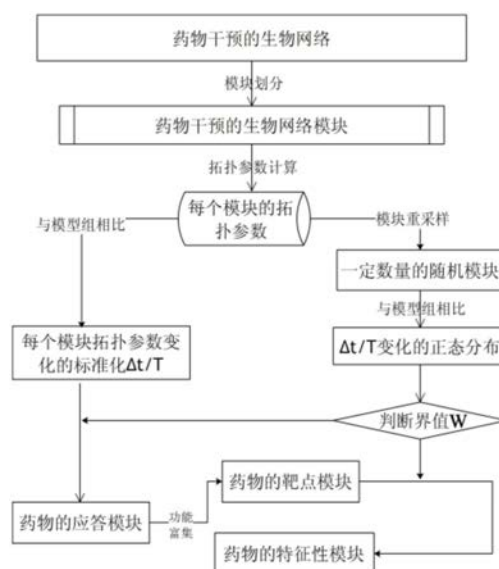 药物干预的生物网络
模块划分
药物干预的生物网络模块
拓扑参数计算
每个模块的拓
扑参数
与模型组相比
模块重采样
一定数量的随机模块
与模型组相比
每个模块拓扑参数变
化的标准化Δt/T
Δt/T变化的正态分布
判断界值W
药物的靶点模块
药物的应答模块
功能
富集
药物的特征性模块